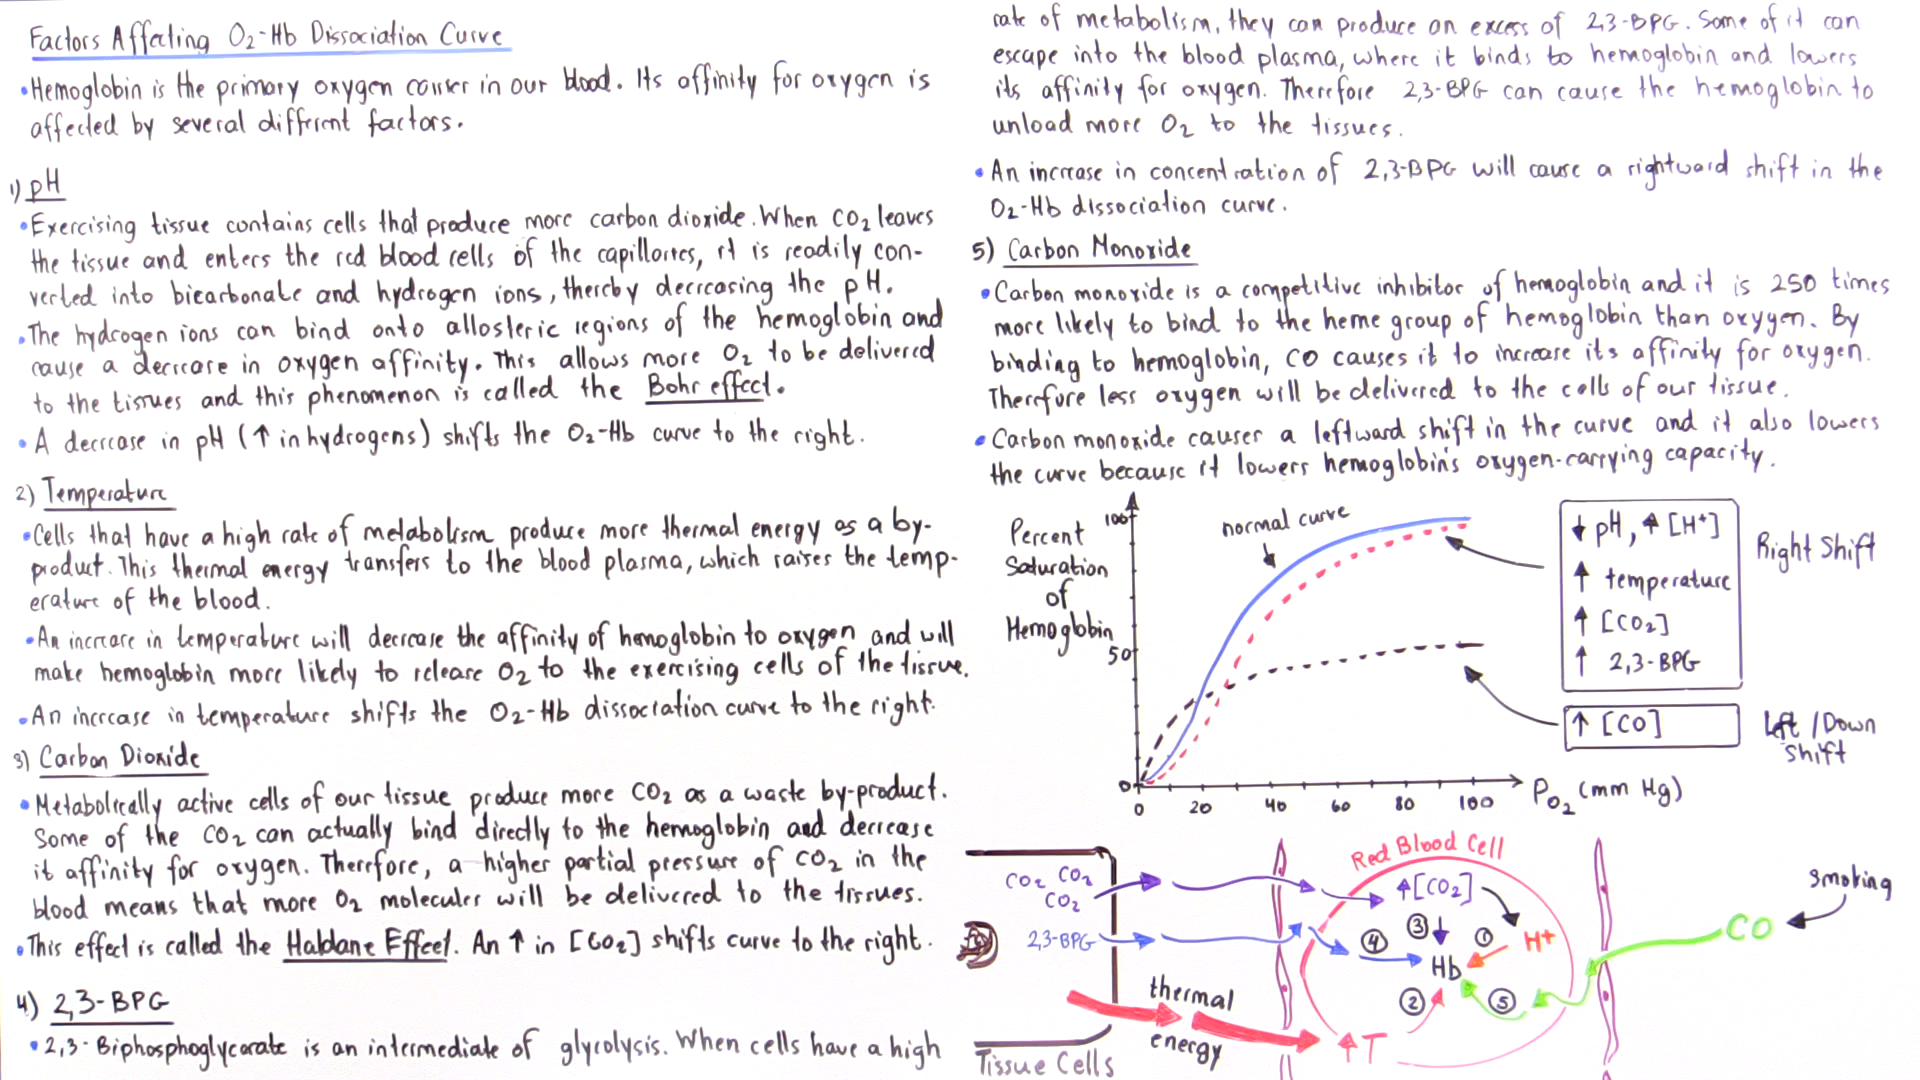 Factors Affecting O2-Hb Dissociation Curve
•Hemoglobin is the primary oxygen carrier in our blood. Its affinity for oxygen is
affected by several different factors.
1) pH
•Exercising tissue contains cells that produce more carbon dioxide. When CO2 leaves
the tissue and enters the red blood cells of the capillaries, it is readily con-
verted into bicarbonate and hydrogen ions, thereby decreasing the pH.
•The hydrogen ions can bind onto allosteric regions of the hemoglobin and
cause a decrease in oxygen affinity. This allows more O2 to be delivered
to the tissues and this phenomenon is called the Bohr effect.
•A decrease in pH (↑ in hydrogens) shifts the O2-Hb curve to the right.
2) Temperature
•Cells that have a high rate of metabolism produce more thermal energy as a by-
product. This thermal energy transfers to the blood plasma, which raises the temp-
erature of the blood.
•An increase in temperature will decrease the affinity of hemoglobin to oxygen and will
make hemoglobin more likely to release O2 to the exercising cells of the tissue.
•An increase in temperature shifts the O2-Hb dissociation curve to the right.
3) Carbon Dioxide
•Metabolically active cells of our tissue produce more CO2 as a waste by-product.
Some of the CO2 can actually bind directly to the hemoglobin and decrease
it affinity for oxygen. Therefore, a higher partial pressure of CO2 in the
blood means that more O2 molecules will be delivered to the tissues.
•This effect is called the Haldane Effect. An ↑ in [CO2] shifts curve to the right.
4) 2,3-BPG
•2,3-Biphosphoglycerate is an intermediate of glycolysis. When cells have a high
rate of metabolism, they can produce an excess of 2,3-BPG. Some of it can
escape into the blood plasma, where it binds to hemoglobin and lowers
its affinity for oxygen. Therefore 2,3-BPG can cause the hemoglobin to
unload more O2 to the tissues.
•An increase in concentration of 2,3-BPG will cause a rightward shift in the
O2-Hb dissociation curve.
5) Carbon Monoxide
•Carbon monoxide is a competitive inhibitor of hemoglobin and it is 250 times
more likely to bind to the heme group of hemoglobin than oxygen. By
binding to hemoglobin, CO causes it to increase its affinity for oxygen.
Therefore less oxygen will be delivered to the cells of our tissue.
•Carbon monoxide causes a leftward shift in the curve and it also lowers
the curve because it lowers hemoglobin's oxygen-carrying capacity.
Percent
Saturation
of
Hemoglobin
100
50
0
normal curve
0 20 40 60 80 100
PO2 (mm Hg)
↓ pH, ↑ [H+]
↑ temperature
↑ [CO2]
↑ 2,3-BPG
Right Shift
↑ [CO]
Left/Down
Shift
CO2 CO2
CO2
2,3-BPG
Tissue Cells
thermal
energy
Red Blood Cell
↑[CO2]
③ ① H+
④ Hb
② ⑤
↑T
CO
smoking